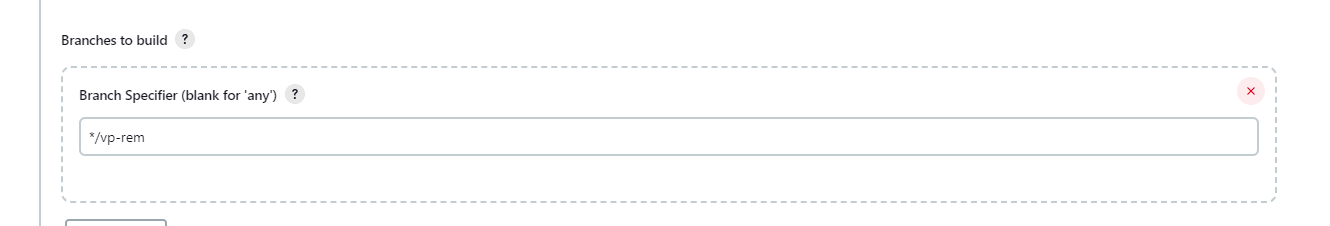 Branches to build ?
Branch Specifier (blank for 'any') ?
*/vp-rem